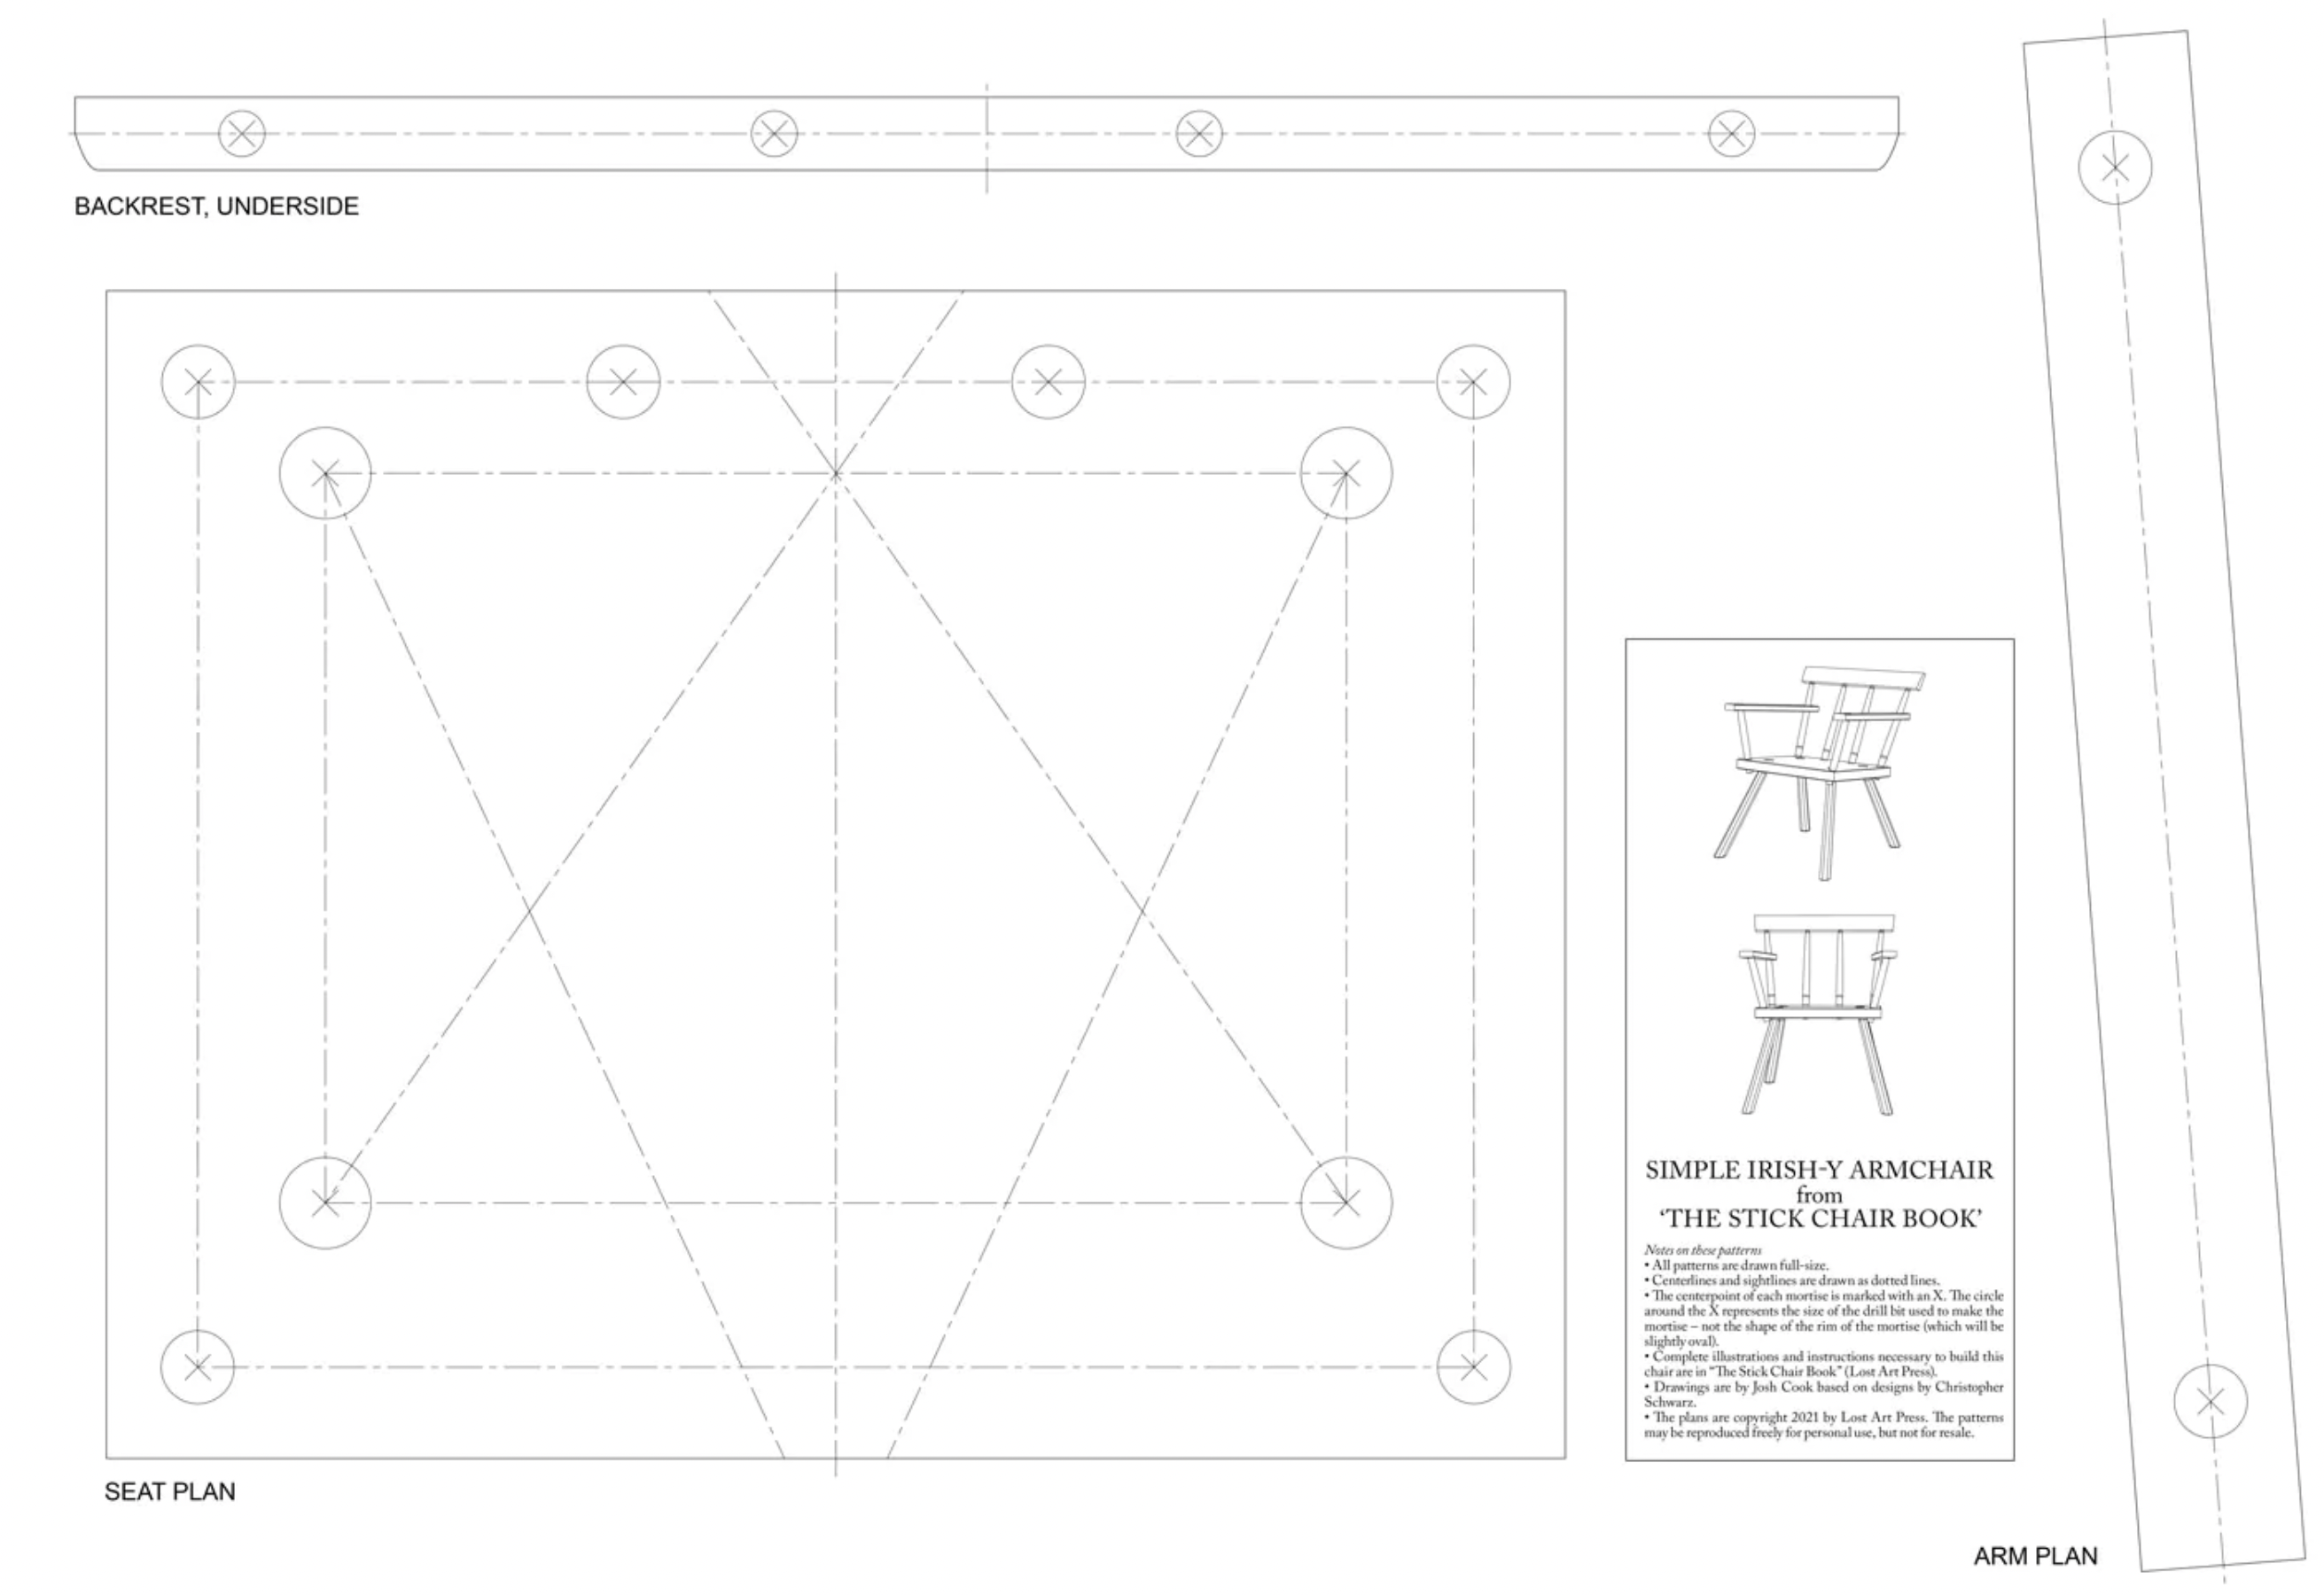 BACKREST, UNDERSIDE
SEAT PLAN
SIMPLE IRISH-Y ARMCHAIR
from
‘THE STICK CHAIR BOOK’
Notes on these patterns
• All patterns are drawn full-size.
• Centerlines and sightlines are drawn as dotted lines.
• The centerpoint of each mortise is marked with an X. The circle
around the X represents the size of the drill bit used to make the
mortise – not the shape of the rim of the mortise (which will be
slightly oval).
• Complete illustrations and instructions necessary to build this
chair are in “The Stick Chair Book” (Lost Art Press).
• Drawings are by Josh Cook based on designs by Christopher
Schwarz.
• The plans are copyright 2021 by Lost Art Press. The patterns
may be reproduced freely for personal use, but not for resale.
ARM PLAN